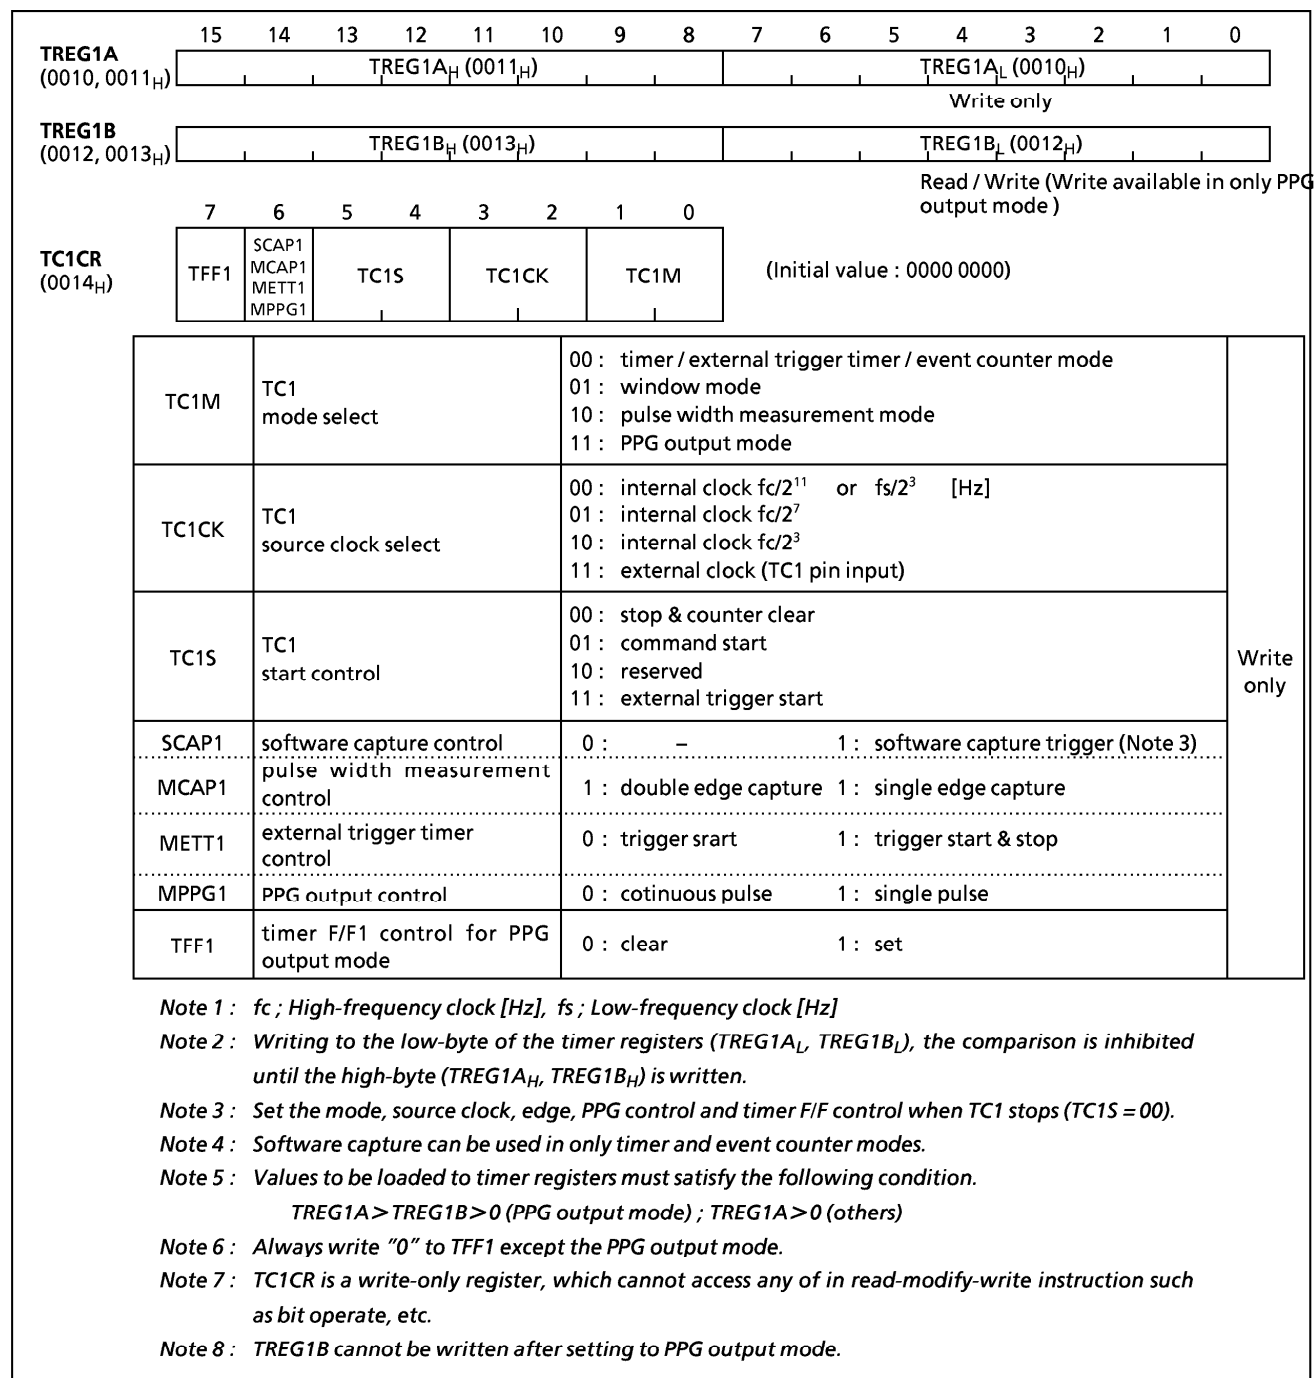 15 14 13 12 11 10 9 8 7 6 5 4 3 2 1 0
TREG1A
(0010, 0011H)
TREG1AH (0011H) TREG1AL (0010H)
Write only
TREG1B
(0012, 0013H)
TREG1BH (0013H) TREG1BL (0012H)
Read / Write (Write available in only PPG
output mode )
7 6 5 4 3 2 1 0
TC1CR
(0014H)
TFF1
SCAP1
MCAP1
METT1
MPPG1
TC1S TC1CK TC1M
(Initial value : 0000 0000)
TC1M
TC1
mode select
00 : timer / external trigger timer / event counter mode
01 : window mode
10 : pulse width measurement mode
11 : PPG output mode
TC1CK
TC1
source clock select
00 : internal clock fc/2¹¹ or fs/2³ [Hz]
01 : internal clock fc/2⁷
10 : internal clock fc/2³
11 : external clock (TC1 pin input)
TC1S
TC1
start control
00 : stop & counter clear
01 : command start
10 : reserved
11 : external trigger start
Write
only
SCAP1 software capture control 0 : – 1 : software capture trigger (Note 3)
MCAP1
pulse width measurement
control
1 : double edge capture 1 : single edge capture
METT1
external trigger timer
control
0 : trigger srart 1 : trigger start & stop
MPPG1 PPG output control 0 : cotinuous pulse 1 : single pulse
TFF1
timer F/F1 control for PPG
output mode
0 : clear 1 : set
Note 1 : fc ; High-frequency clock [Hz], fs ; Low-frequency clock [Hz]
Note 2 : Writing to the low-byte of the timer registers (TREG1AL, TREG1BL), the comparison is inhibited
until the high-byte (TREG1AH, TREG1BH) is written.
Note 3 : Set the mode, source clock, edge, PPG control and timer F/F control when TC1 stops (TC1S = 00).
Note 4 : Software capture can be used in only timer and event counter modes.
Note 5 : Values to be loaded to timer registers must satisfy the following condition.
TREG1A > TREG1B > 0 (PPG output mode) ; TREG1A > 0 (others)
Note 6 : Always write "0" to TFF1 except the PPG output mode.
Note 7 : TC1CR is a write-only register, which cannot access any of in read-modify-write instruction such
as bit operate, etc.
Note 8 : TREG1B cannot be written after setting to PPG output mode.